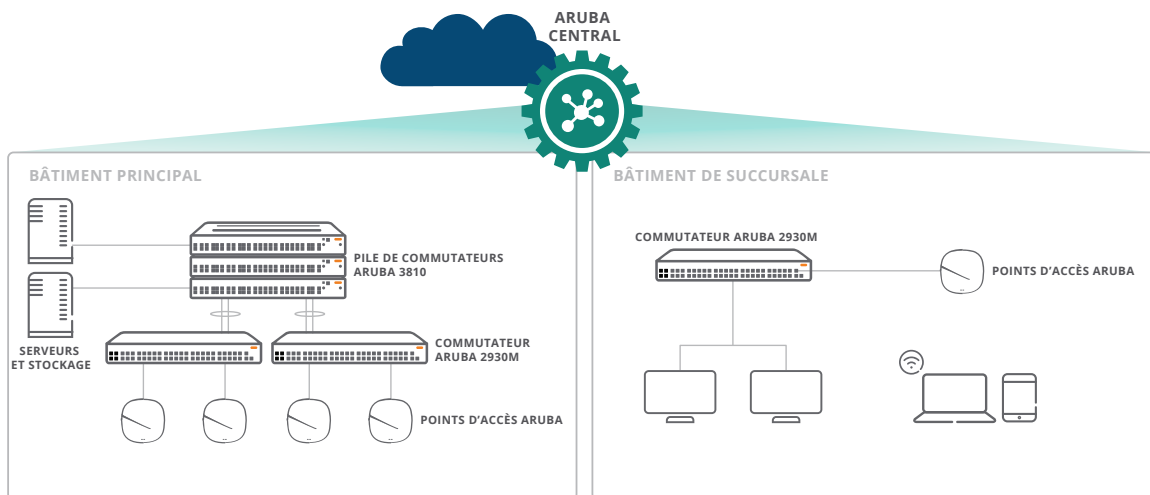 ARUBA
CENTRAL
BÂTIMENT PRINCIPAL
PILE DE COMMUTATEURS
ARUBA 3810
SERVEURS
ET STOCKAGE
COMMUTATEUR
ARUBA 2930M
POINTS D'ACCÈS ARUBA
BÂTIMENT DE SUCCURSALE
COMMUTATEUR ARUBA 2930M
POINTS D'ACCÈS ARUBA